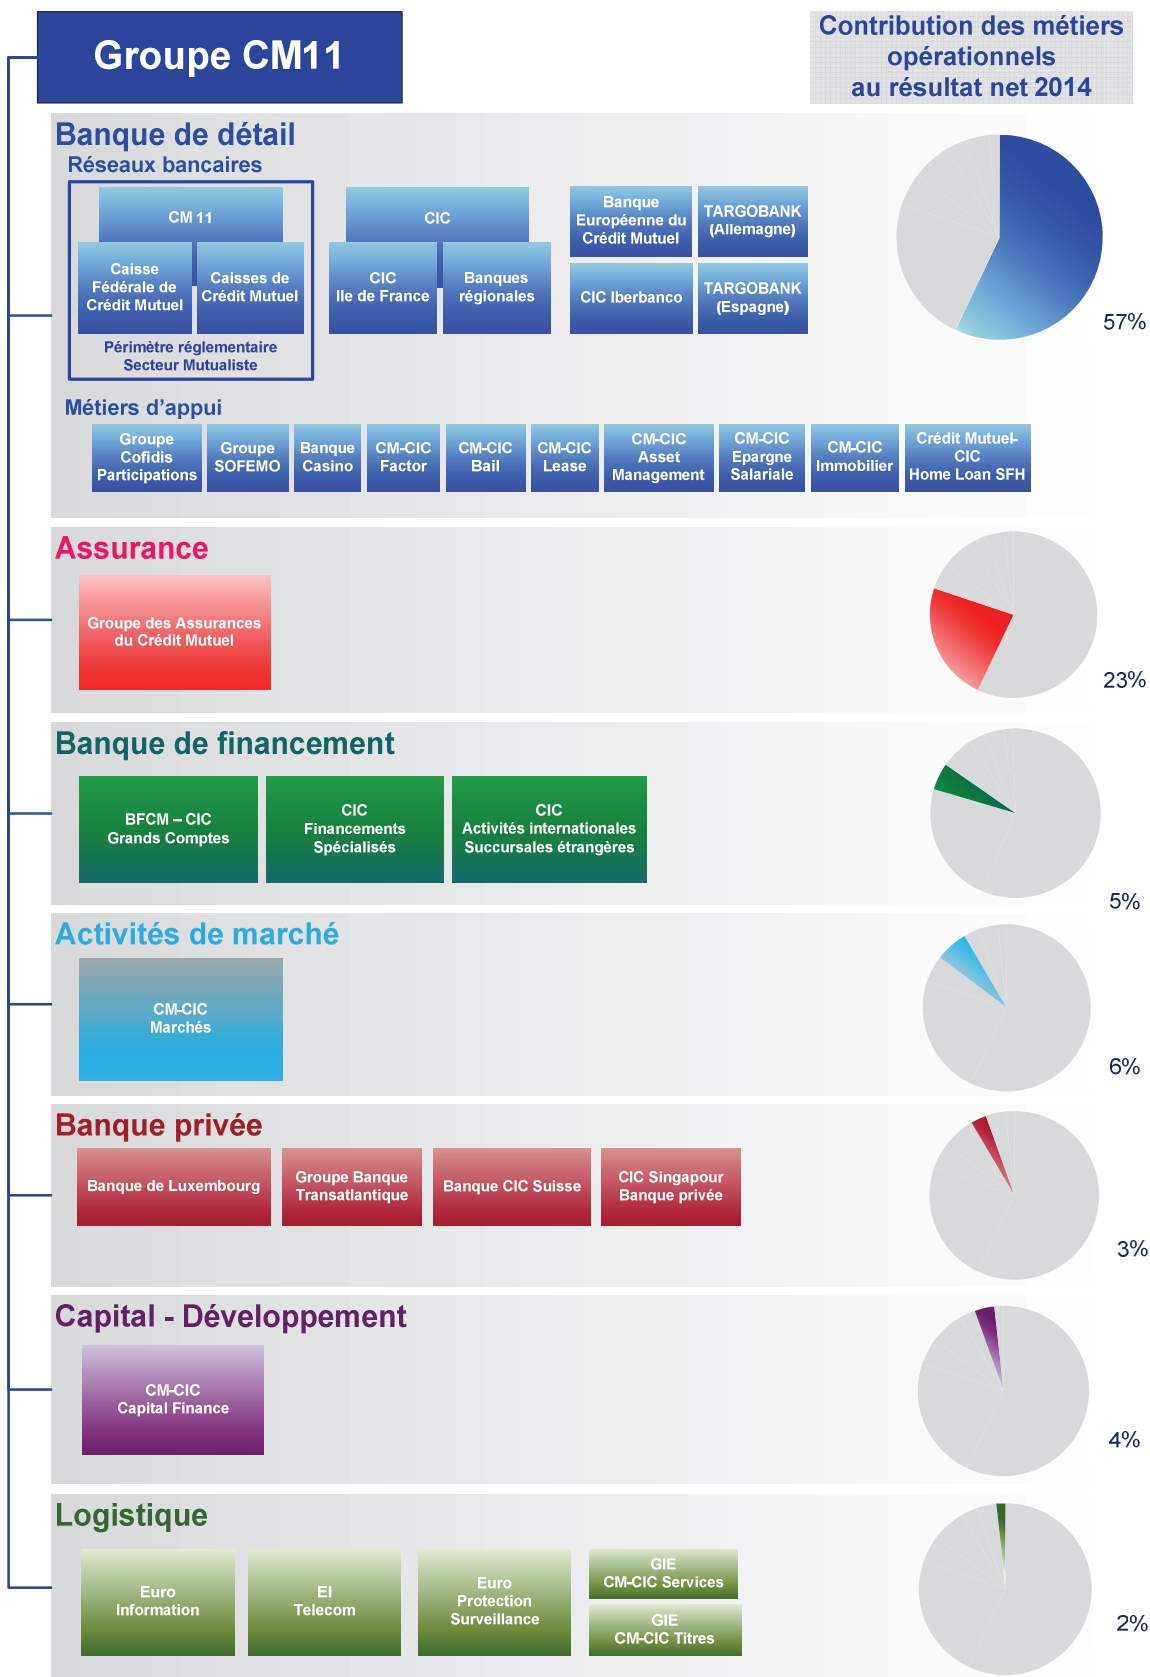 Groupe CM11
Contribution des métiers
opérationnels
au résultat net 2014
Banque de détail
Réseaux bancaires
CM 11
Caisse
Fédérale de
Crédit Mutuel
Caisses de
Crédit Mutuel
Périmètre réglementaire
Secteur Mutualiste
CIC
CIC
Ile de France
Banques
régionales
Banque
Européenne du
Crédit Mutuel
TARGOBANK
(Allemagne)
CIC Iberbanco
TARGOBANK
(Espagne)
57%
Métiers d'appui
Groupe
Cofidis
Participations
Groupe
SOFEMO
Banque
Casino
CM-CIC
Factor
CM-CIC
Bail
CM-CIC
Lease
CM-CIC
Asset
Management
CM-CIC
Epargne
Salariale
CM-CIC
Immobilier
Crédit Mutuel-
CIC
Home Loan SFH
Assurance
Groupe des Assurances
du Crédit Mutuel
23%
Banque de financement
BFCM – CIC
Grands Comptes
CIC
Financements
Spécialisés
CIC
Activités internationales
Succursales étrangères
5%
Activités de marché
CM-CIC
Marchés
6%
Banque privée
Banque de Luxembourg
Groupe Banque
Transatlantique
Banque CIC Suisse
CIC Singapour
Banque privée
3%
Capital - Développement
CM-CIC
Capital Finance
4%
Logistique
Euro
Information
EI
Telecom
Euro
Protection
Surveillance
GIE
CM-CIC Services
GIE
CM-CIC Titres
2%